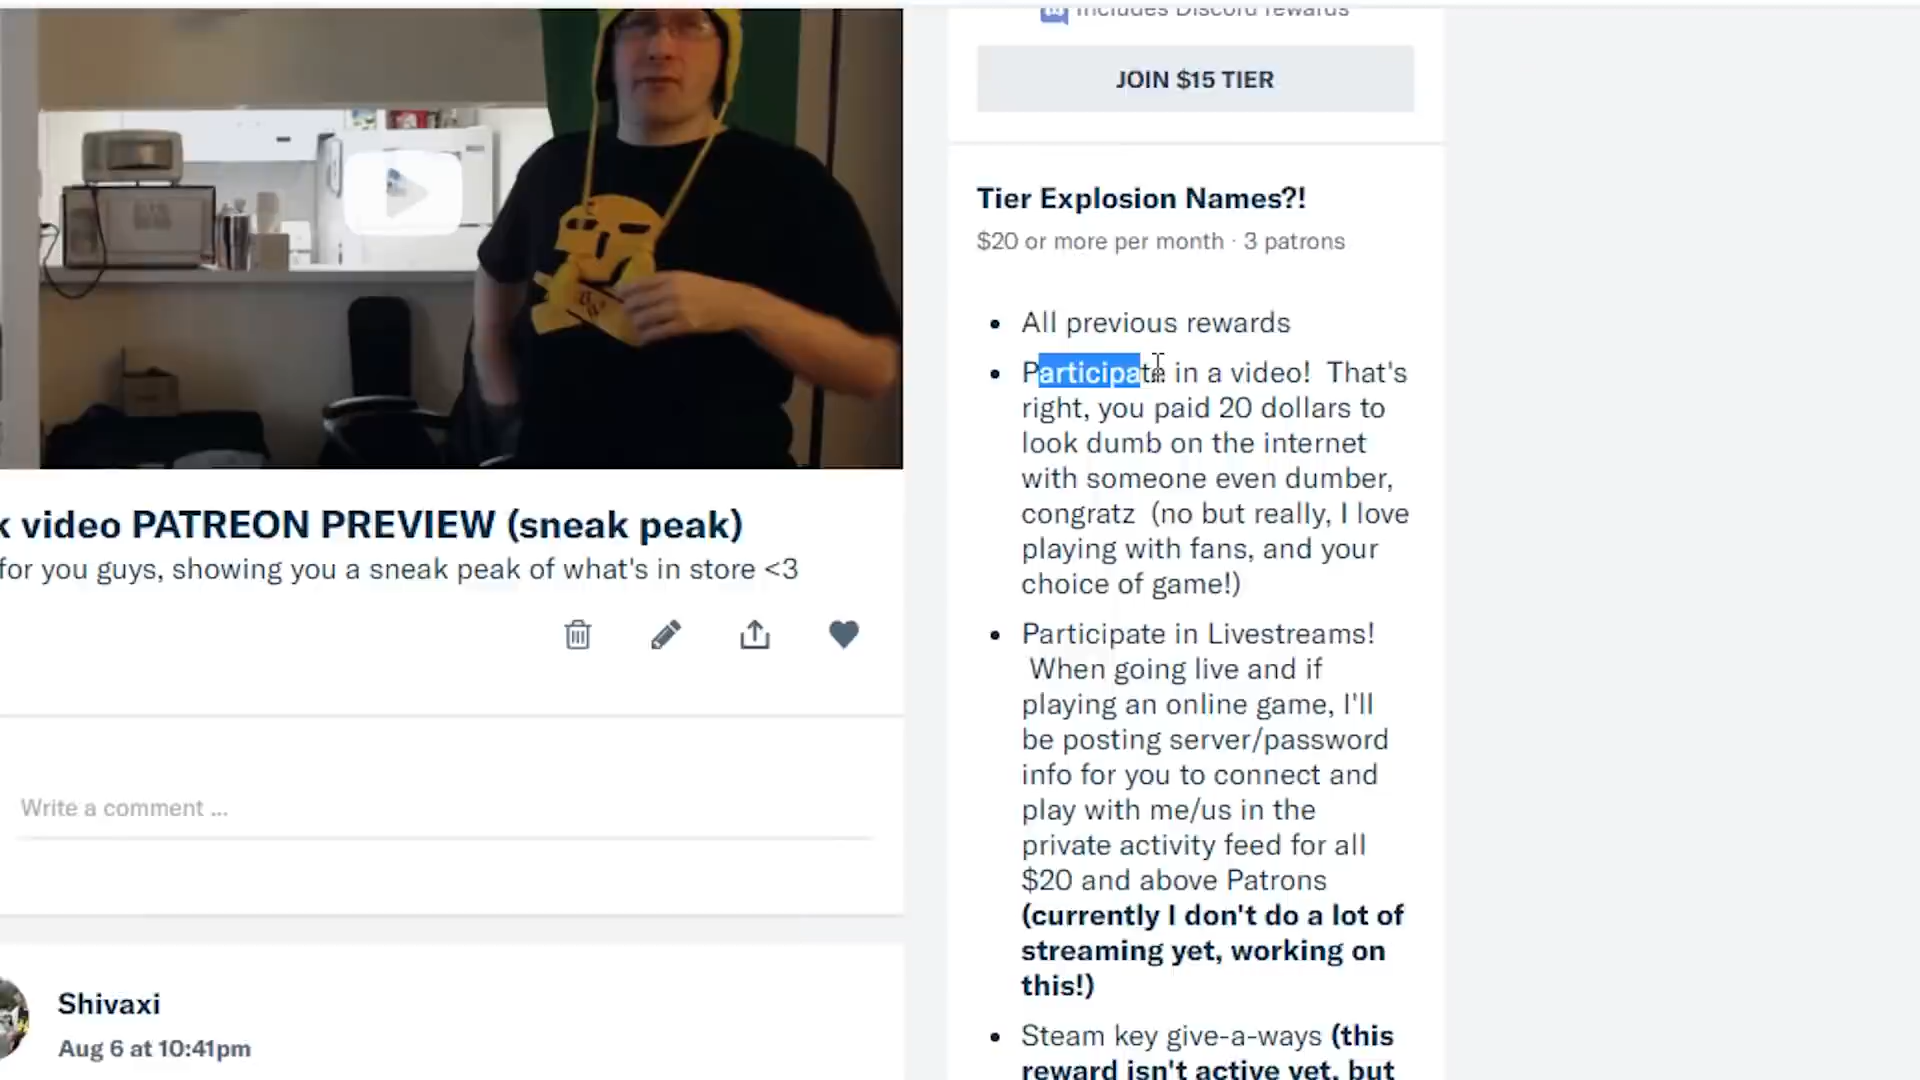 Includes Discord rewards
JOIN $15 TIER
Tier Explosion Names?!
$20 or more per month · 3 patrons
All previous rewards
Participate in a video!  That's
right, you paid 20 dollars to
look dumb on the internet
with someone even dumber,
congratz  (no but really, I love
playing with fans, and your
choice of game!)
Participate in Livestreams!
When going live and if
playing an online game, I'll
be posting server/password
info for you to connect and
play with me/us in the
private activity feed for all
$20 and above Patrons
(currently I don't do a lot of
streaming yet, working on
this!)
Steam key give-a-ways (this
reward isn't active yet, but
k video PATREON PREVIEW (sneak peak)
for you guys, showing you a sneak peak of what's in store <3
Write a comment ...
Shivaxi
Aug 6 at 10:41pm